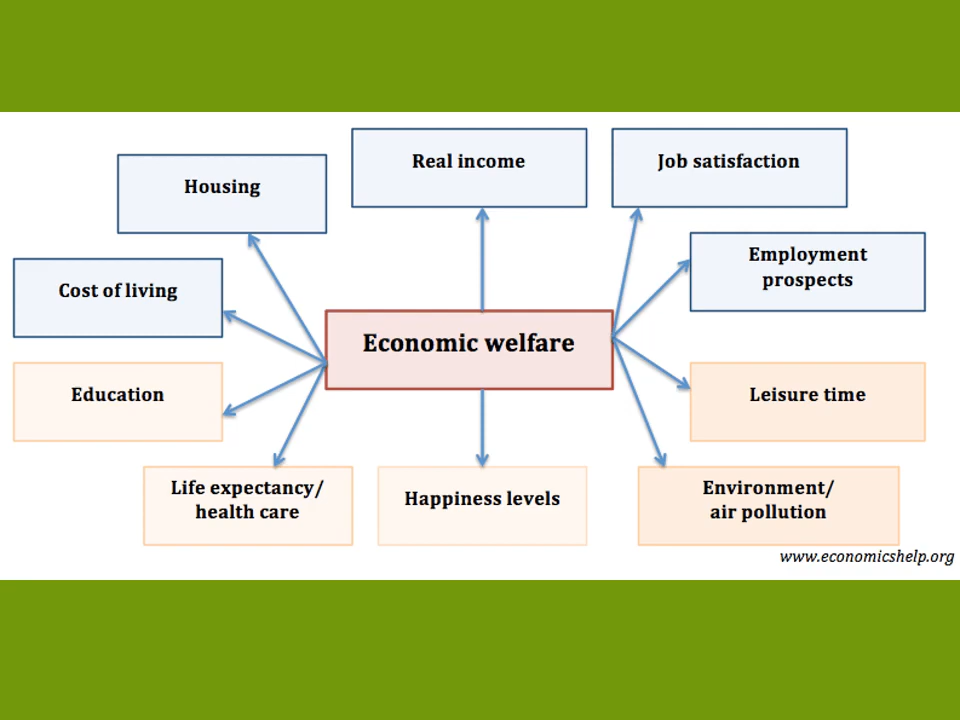 Real income
Job satisfaction
Housing
Employment
prospects
Cost of living
Economic welfare
Education
Leisure time
Life expectancy/
health care
Happiness levels
Environment/
air pollution
www.economicshelp.org